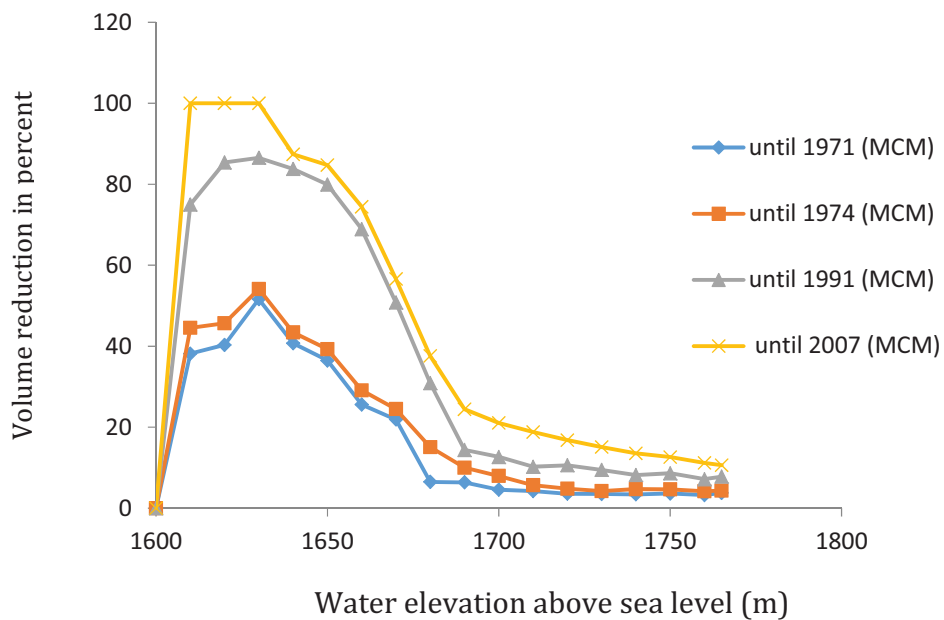 120
100
80
60
40
20
0
1600
1650
1700
1750
1800
Volume reduction in percent
Water elevation above sea level (m)
until 1971 (MCM)
until 1974 (MCM)
until 1991 (MCM)
until 2007 (MCM)